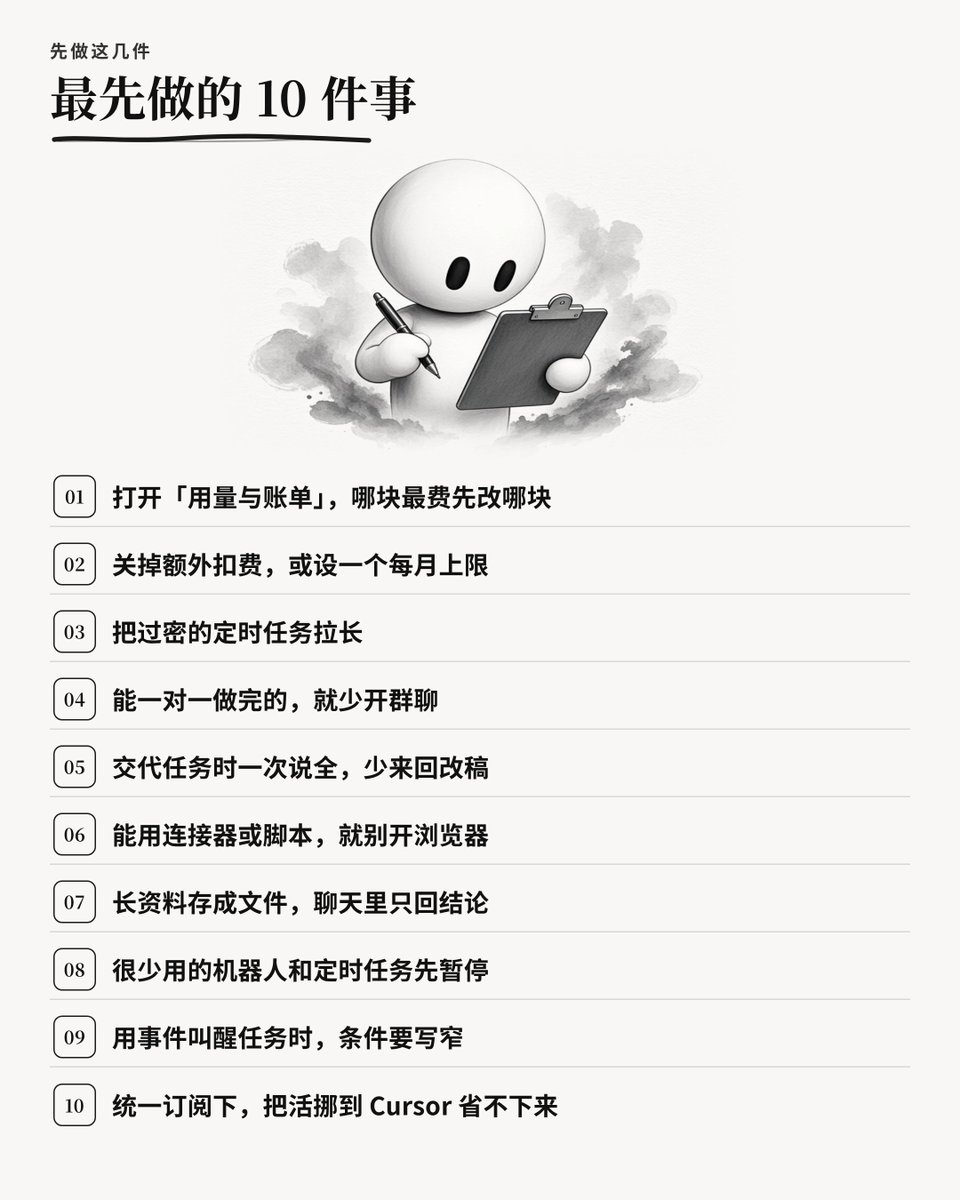 先做这几件
最先做的 10 件事
01 打开「用量与账单」，哪块最费先改哪块
02 关掉额外扣费，或设一个每月上限
03 把过密的定时任务拉长
04 能一对一做完的，就少开群聊
05 交代任务时一次说全，少来回改稿
06 能用连接器或脚本，就别开浏览器
07 长资料存成文件，聊天里只回结论
08 很少用的机器人和定时任务先暂停
09 用事件叫醒任务时，条件要写窄
10 统一订阅下，把活挪到 Cursor 省不下来